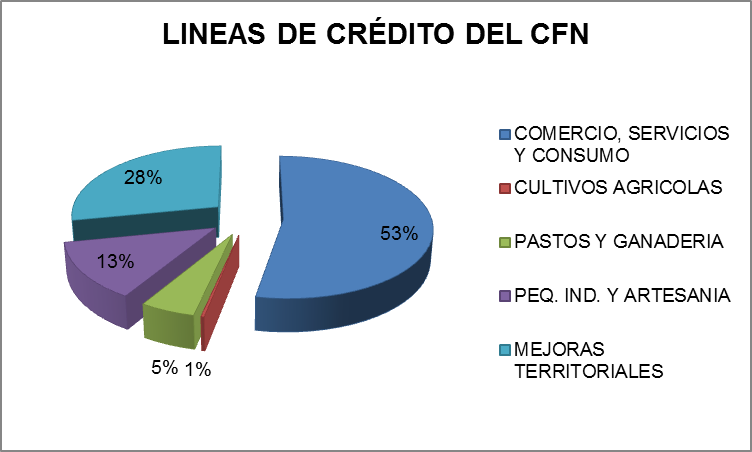 LINEAS DE CRÉDITO DEL CFN
28%
53%
13%
5%
1%
COMERCIO, SERVICIOS
Y CONSUMO
CULTIVOS AGRICOLAS
PASTOS Y GANADERIA
PEQ. IND. Y ARTESANIA
MEJORAS
TERRITORIALES